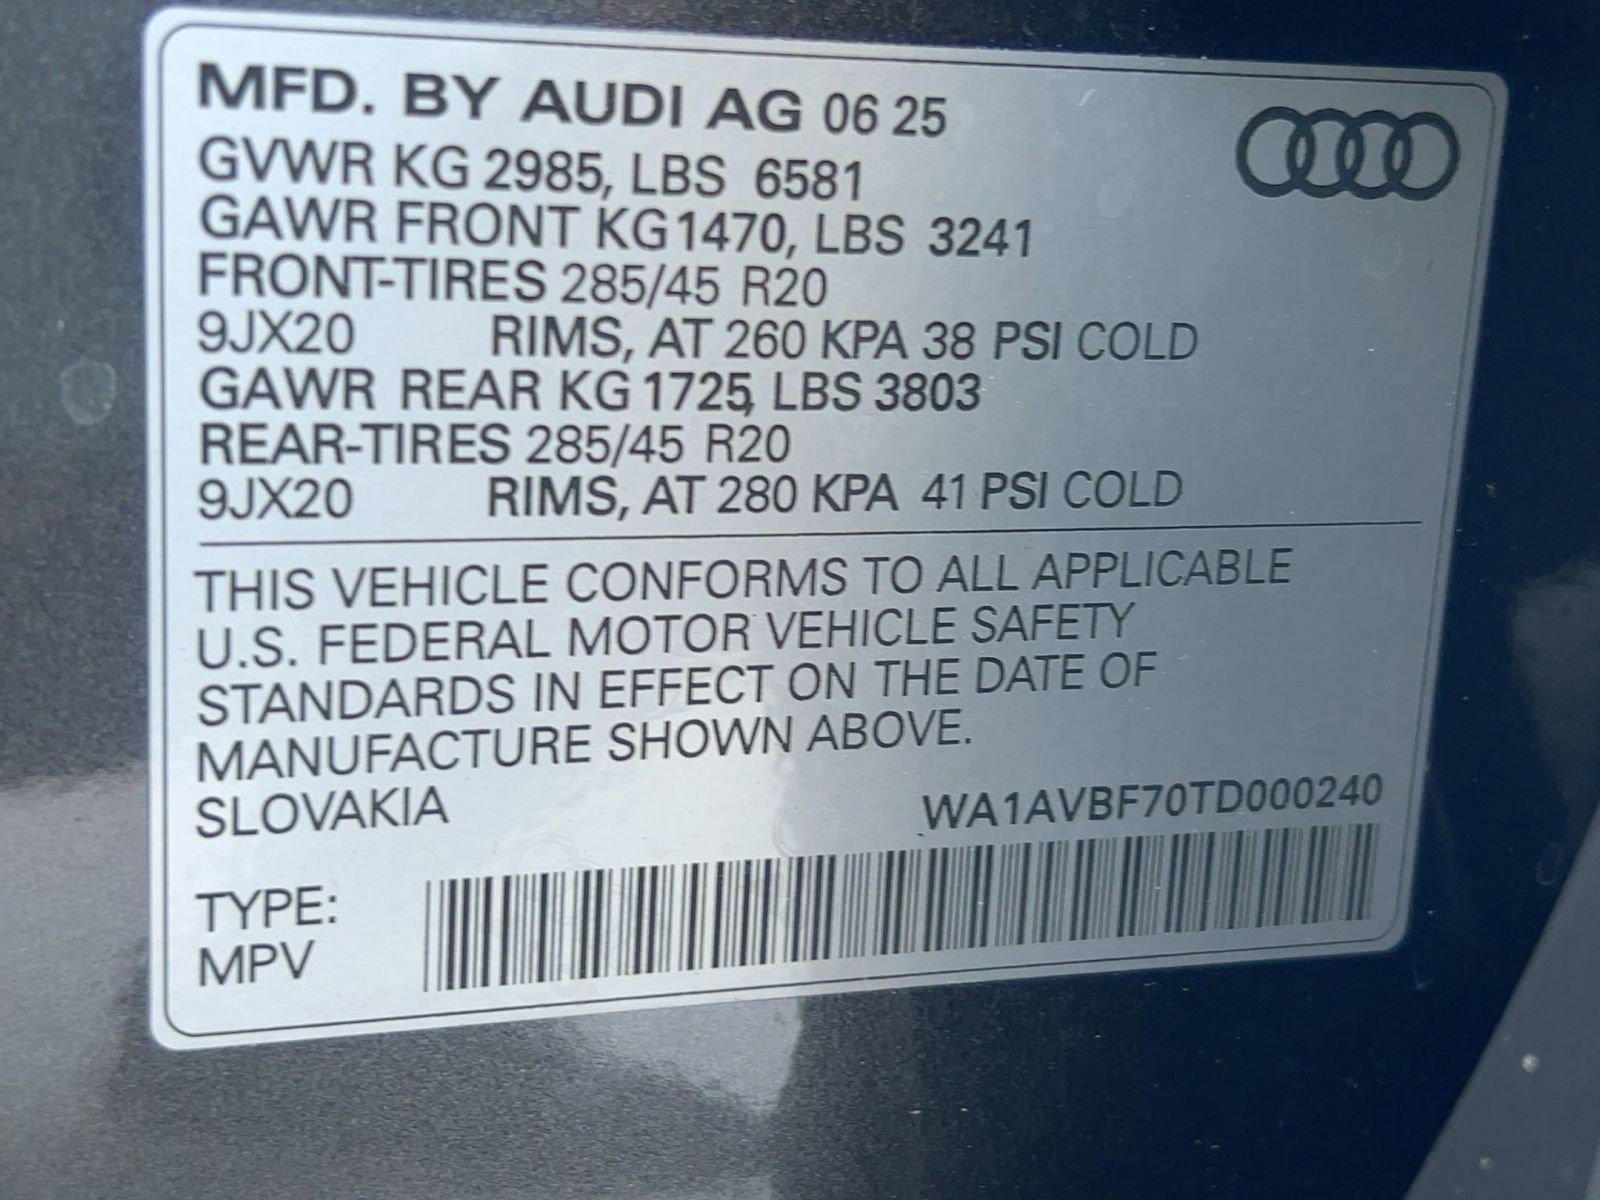 MFD. BY AUDI AG 06 25
GVWR KG 2985, LBS 6581
GAWR FRONT KG 1470, LBS 3241
FRONT-TIRES 285/45 R20
9JX20 RIMS, AT 260 KPA 38 PSI COLD
GAWR REAR KG 1725, LBS 3803
REAR-TIRES 285/45 R20
9JX20 RIMS, AT 280 KPA 41 PSI COLD
THIS VEHICLE CONFORMS TO ALL APPLICABLE
U.S. FEDERAL MOTOR VEHICLE SAFETY
STANDARDS IN EFFECT ON THE DATE OF
MANUFACTURE SHOWN ABOVE.
SLOVAKIA WA1AVBF70TD000240
TYPE:
MPV